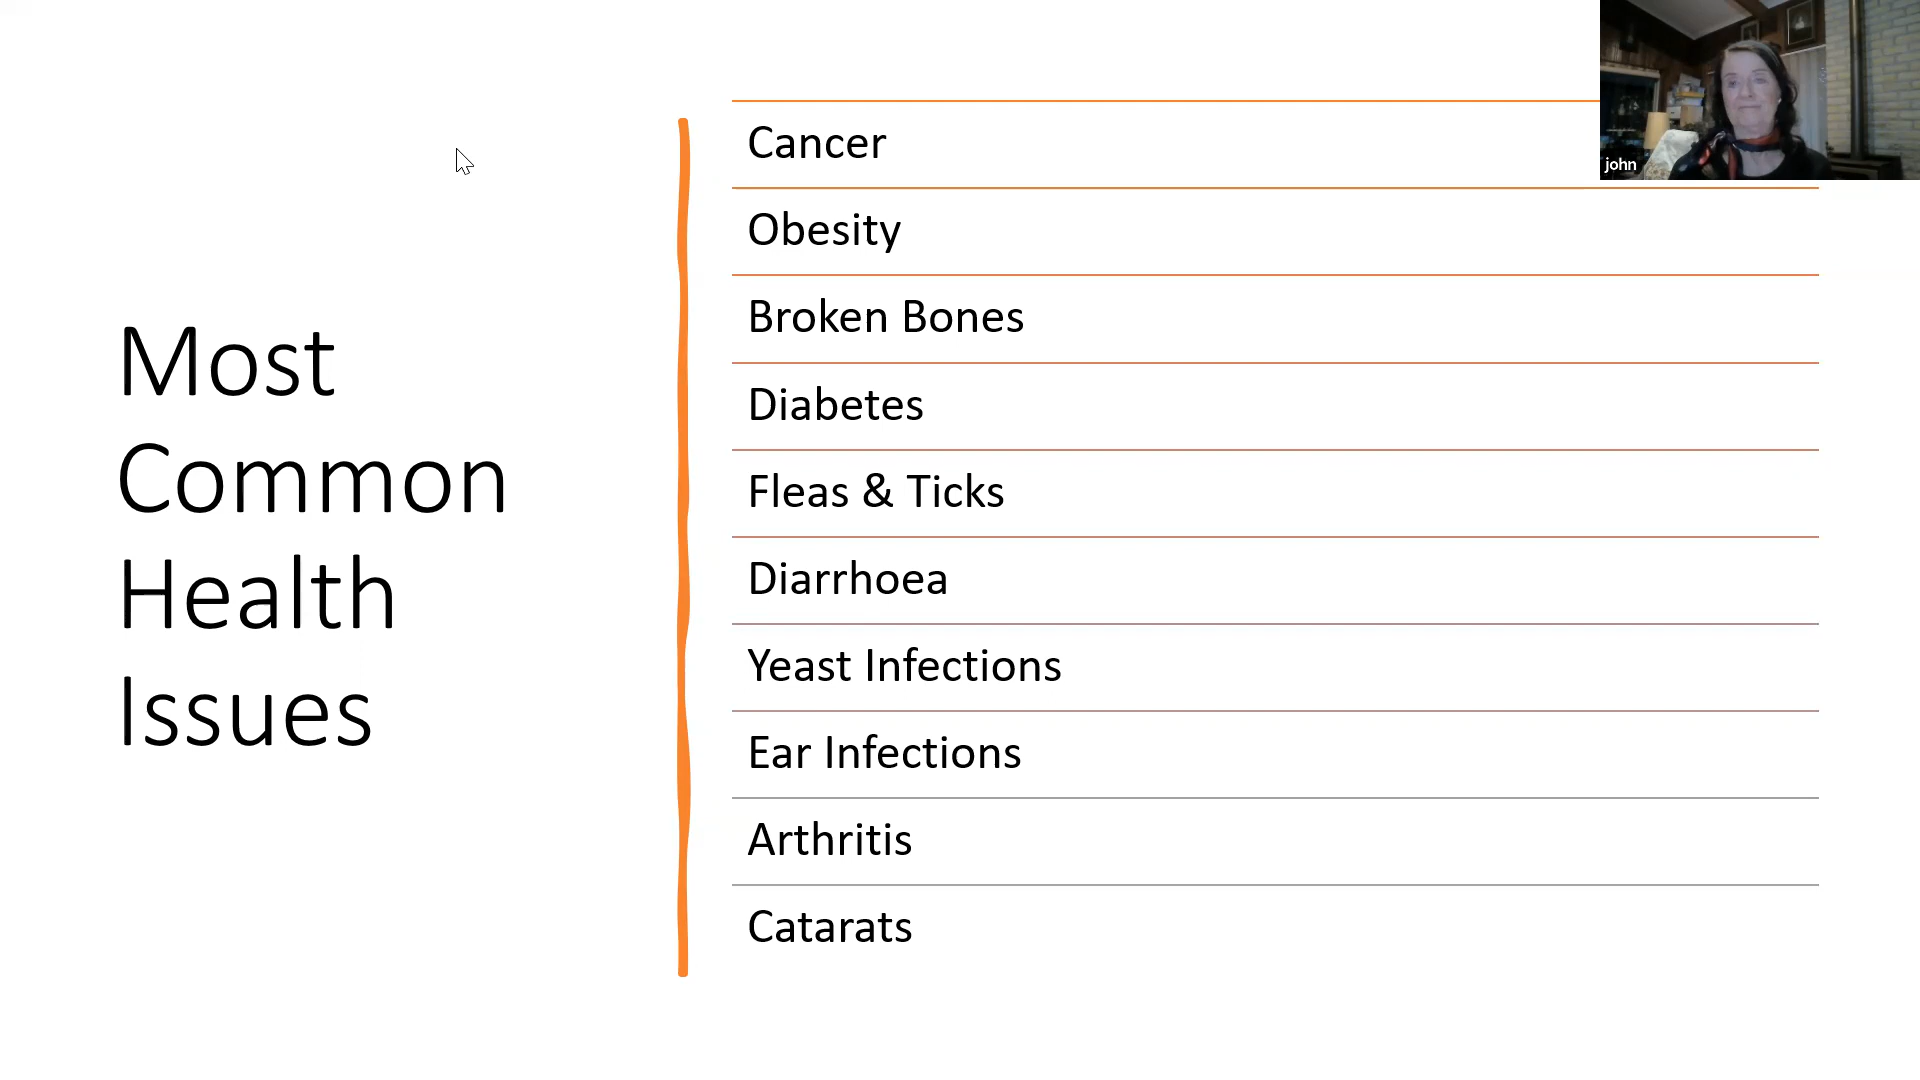 Most
Common
Health
Issues
Cancer
Obesity
Broken Bones
Diabetes
Fleas & Ticks
Diarrhoea
Yeast Infections
Ear Infections
Arthritis
Catarats
john